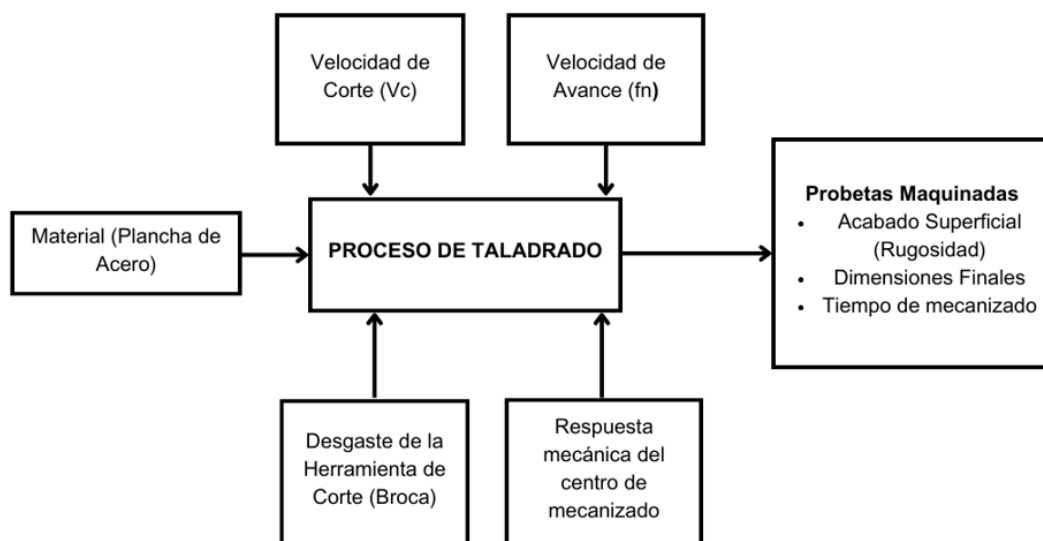 Velocidad de
Corte (Vc)
Velocidad de
Avance (fn)
Material (Plancha de
Acero)
PROCESO DE TALADRADO
Probetas Maquinadas
• Acabado Superficial
(Rugosidad)
• Dimensiones Finales
• Tiempo de mecanizado
Desgaste de la
Herramienta de
Corte (Broca)
Respuesta
mecánica del
centro de
mecanizado